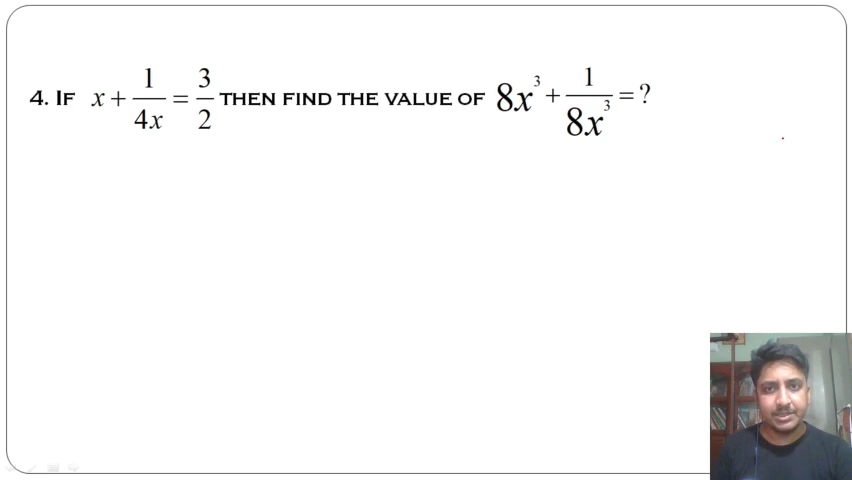 4. If x + 1/4x = 3/2 then find the value of 8x³ + 1/8x³ = ?